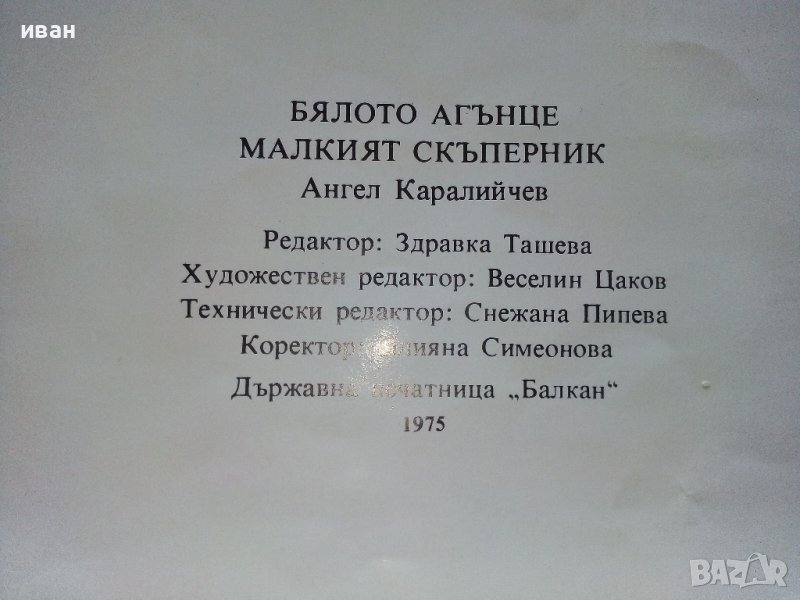 иван
БЯЛОТО АГЪНЦЕ
МАЛКИЯТ СКЪПЕРНИК
Ангел Каралийчев
Редактор: Здравка Ташева
Художествен редактор: Веселин Цаков
Технически редактор: Снежана Пипева
Коректор: Симеонова
Държавна печатница „Балкан“
1975
BAZAR